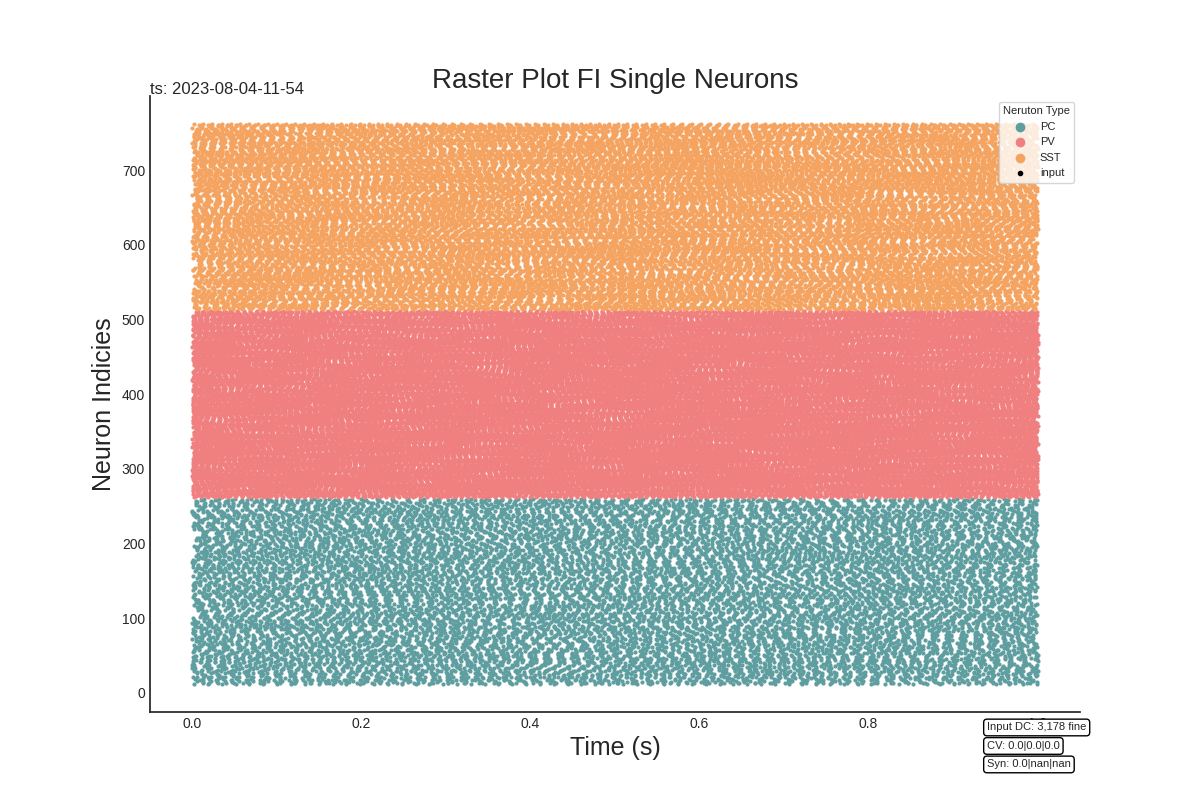 Raster Plot FI Single Neurons
ts: 2023-08-04-11-54
Neruton Type
PC
PV
SST
input
Neuron Indicies
700
600
500
400
300
200
100
0
0.0 0.2 0.4 0.6 0.8
Time (s)
Input DC: 3,178 fine
CV: 0.0|0.0|0.0
Syn: 0.0|nan|nan